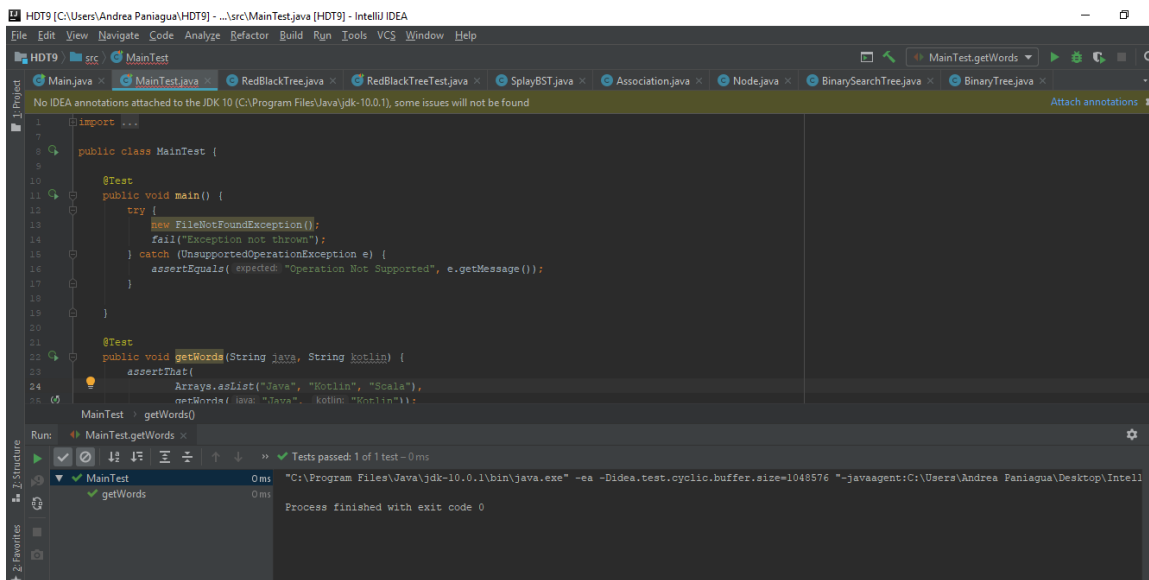 HDT9 [C:\Users\Andrea Paniagua\HDT9] - ...\src\MainTest.java [HDT9] - IntelliJ IDEA
File Edit View Navigate Code Analyze Refactor Build Run Tools VCS Window Help
HDT9 src MainTest MainTest.getWords
Main.java MainTest.java RedBlackTree.java RedBlackTreeTest.java SplayBST.java Association.java Node.java BinarySearchTree.java BinaryTree.java
1: Project
No IDEA annotations attached to the JDK 10 (C:\Program Files\Java\jdk-10.0.1), some issues will not be found Attach annotations
1 import ...
7
8 public class MainTest {
9
10 @Test
11 public void main() {
12 try {
13 new FileNotFoundException();
14 fail("Exception not thrown");
15 } catch (UnsupportedOperationException e) {
16 assertEquals( expected: "Operation Not Supported", e.getMessage());
17 }
18
19 }
20
21 @Test
22 public void getWords(String java, String kotlin) {
23 assertThat(
24 Arrays.asList("Java", "Kotlin", "Scala"),
25 getWords( java: "Java", kotlin: "Kotlin"));
MainTest > getWords()
Run: MainTest.getWords
>> Tests passed: 1 of 1 test – 0 ms
MainTest 0 ms "C:\Program Files\Java\jdk-10.0.1\bin\java.exe" -ea -Didea.test.cyclic.buffer.size=1048576 "-javaagent:C:\Users\Andrea Paniagua\Desktop\Intell
getWords 0 ms
Process finished with exit code 0
7: Structure
2: Favorites